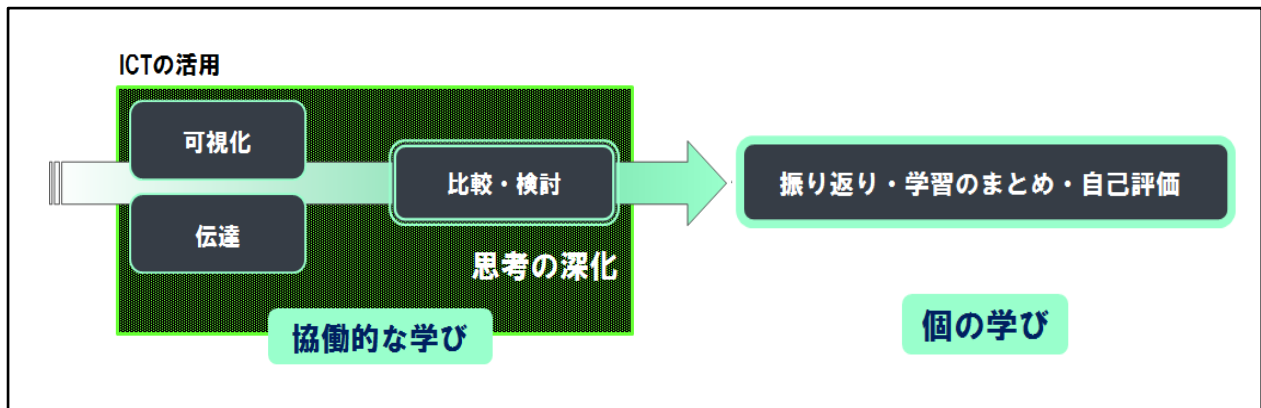 ICTの活用
可視化
伝達
比較・検討
思考の深化
協働的な学び
振り返り・学習のまとめ・自己評価
個の学び